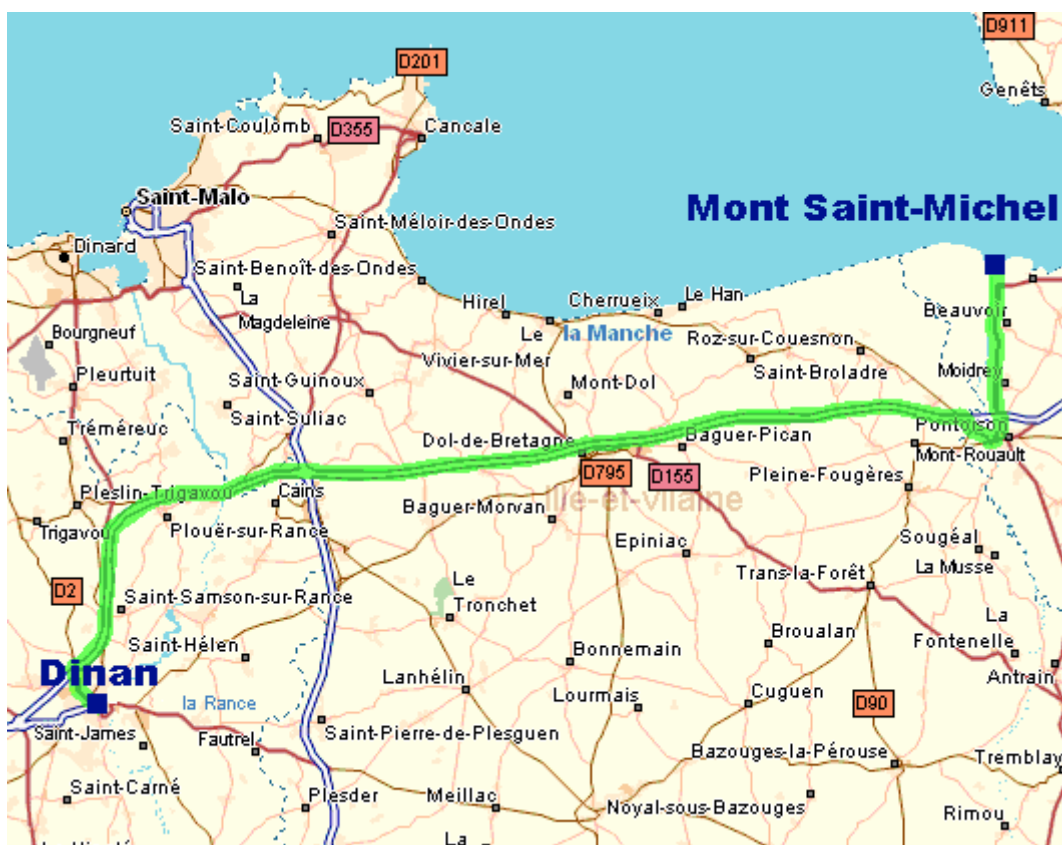 D911
D201
Genêts
Saint-Coulomb
D355
Cancale
Saint-Malo
Mont Saint-Michel
Saint-Méloir-des-Ondes
Dinard
Saint-Benoît-des-Ondes
La
Magdeleine
Hirel
Cherrueix
Le Han
Beauvoir
Bourgneuf
Le
la Manche
Vivier-sur-Mer
Roz-sur-Couesnon
Saint-Broladre
Moidrey
Pleurtuit
Saint-Guinoux
Mont-Dol
Saint-Suliac
Tréméreuc
Dol-de-Bretagne
Baguer-Pican
Pontorson
Mont-Rouault
D795
D155
Pleine-Fougères
Pleslin-Trigavou
Cains
Ille-et-vilaine
Trigavou
Plouër-sur-Rance
Baguer-Morvan
Epiniac
Sougéal
La Musse
D2
Saint-Samson-sur-Rance
Le
Tronchet
Trans-la-Forêt
La
Fontenelle
Saint-Hélen
Broualan
Bonnemain
Dinan
Lanhélin
Antrain
la Rance
Lourmais
Cuguen
D90
Saint-James
Fautrel
Saint-Pierre-de-Plesguen
Bazouges-la-Pérouse
Tremblay
Saint-Carné
Plesder
Meillac
Noyal-sous-Bazouges
Rimou
La